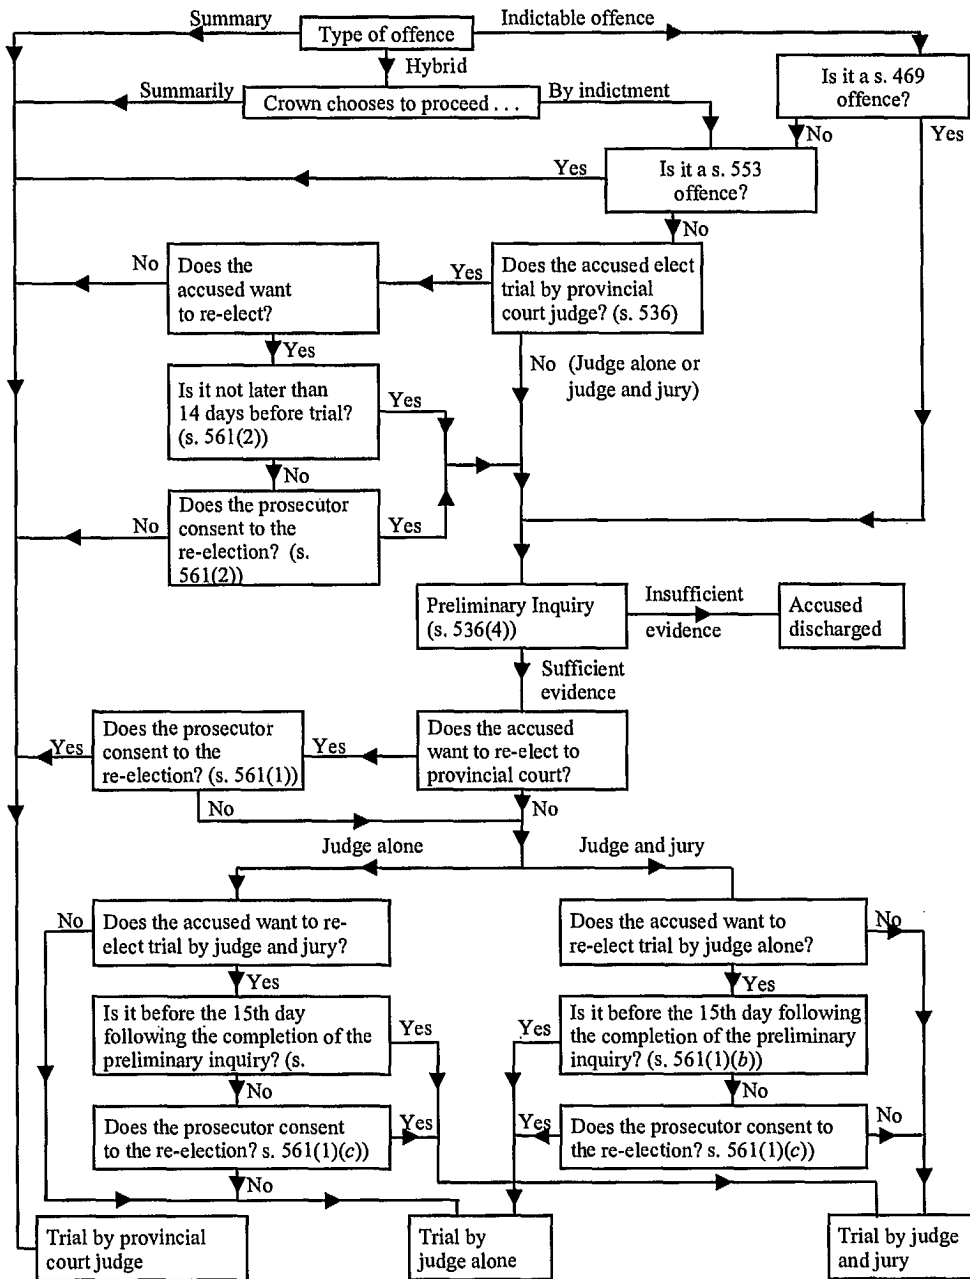 Summary
Type of offence
Indictable offence
Hybrid
Is it a s. 469
offence?
Summarily
Crown chooses to proceed . . .
By indictment
No
Yes
Yes
Is it a s. 553
offence?
No
No
Does the
accused want
to re-elect?
Yes
Does the accused elect
trial by provincial
court judge? (s. 536)
Yes
No (Judge alone or
judge and jury)
Is it not later than
14 days before trial?
(s. 561(2))
Yes
No
No
Does the prosecutor
consent to the
re-election? (s.
561(2))
Yes
Preliminary Inquiry
(s. 536(4))
Insufficient
evidence
Accused
discharged
Sufficient
evidence
Yes
Does the prosecutor
consent to the
re-election? (s. 561(1))
Yes
Does the accused
want to re-elect to
provincial court?
No
No
Judge alone
Judge and jury
No
Does the accused want to re-
elect trial by judge and jury?
Does the accused want to
re-elect trial by judge alone?
No
Yes
Yes
Is it before the 15th day
following the completion of the
preliminary inquiry? (s.
Yes
Yes
Is it before the 15th day following
the completion of the preliminary
inquiry? (s. 561(1)(b))
No
No
Does the prosecutor consent
to the re-election? s. 561(1)(c))
Yes
Yes
Does the prosecutor consent to
the re-election? s. 561(1)(c))
No
No
Trial by provincial
court judge
Trial by
judge alone
Trial by judge
and jury